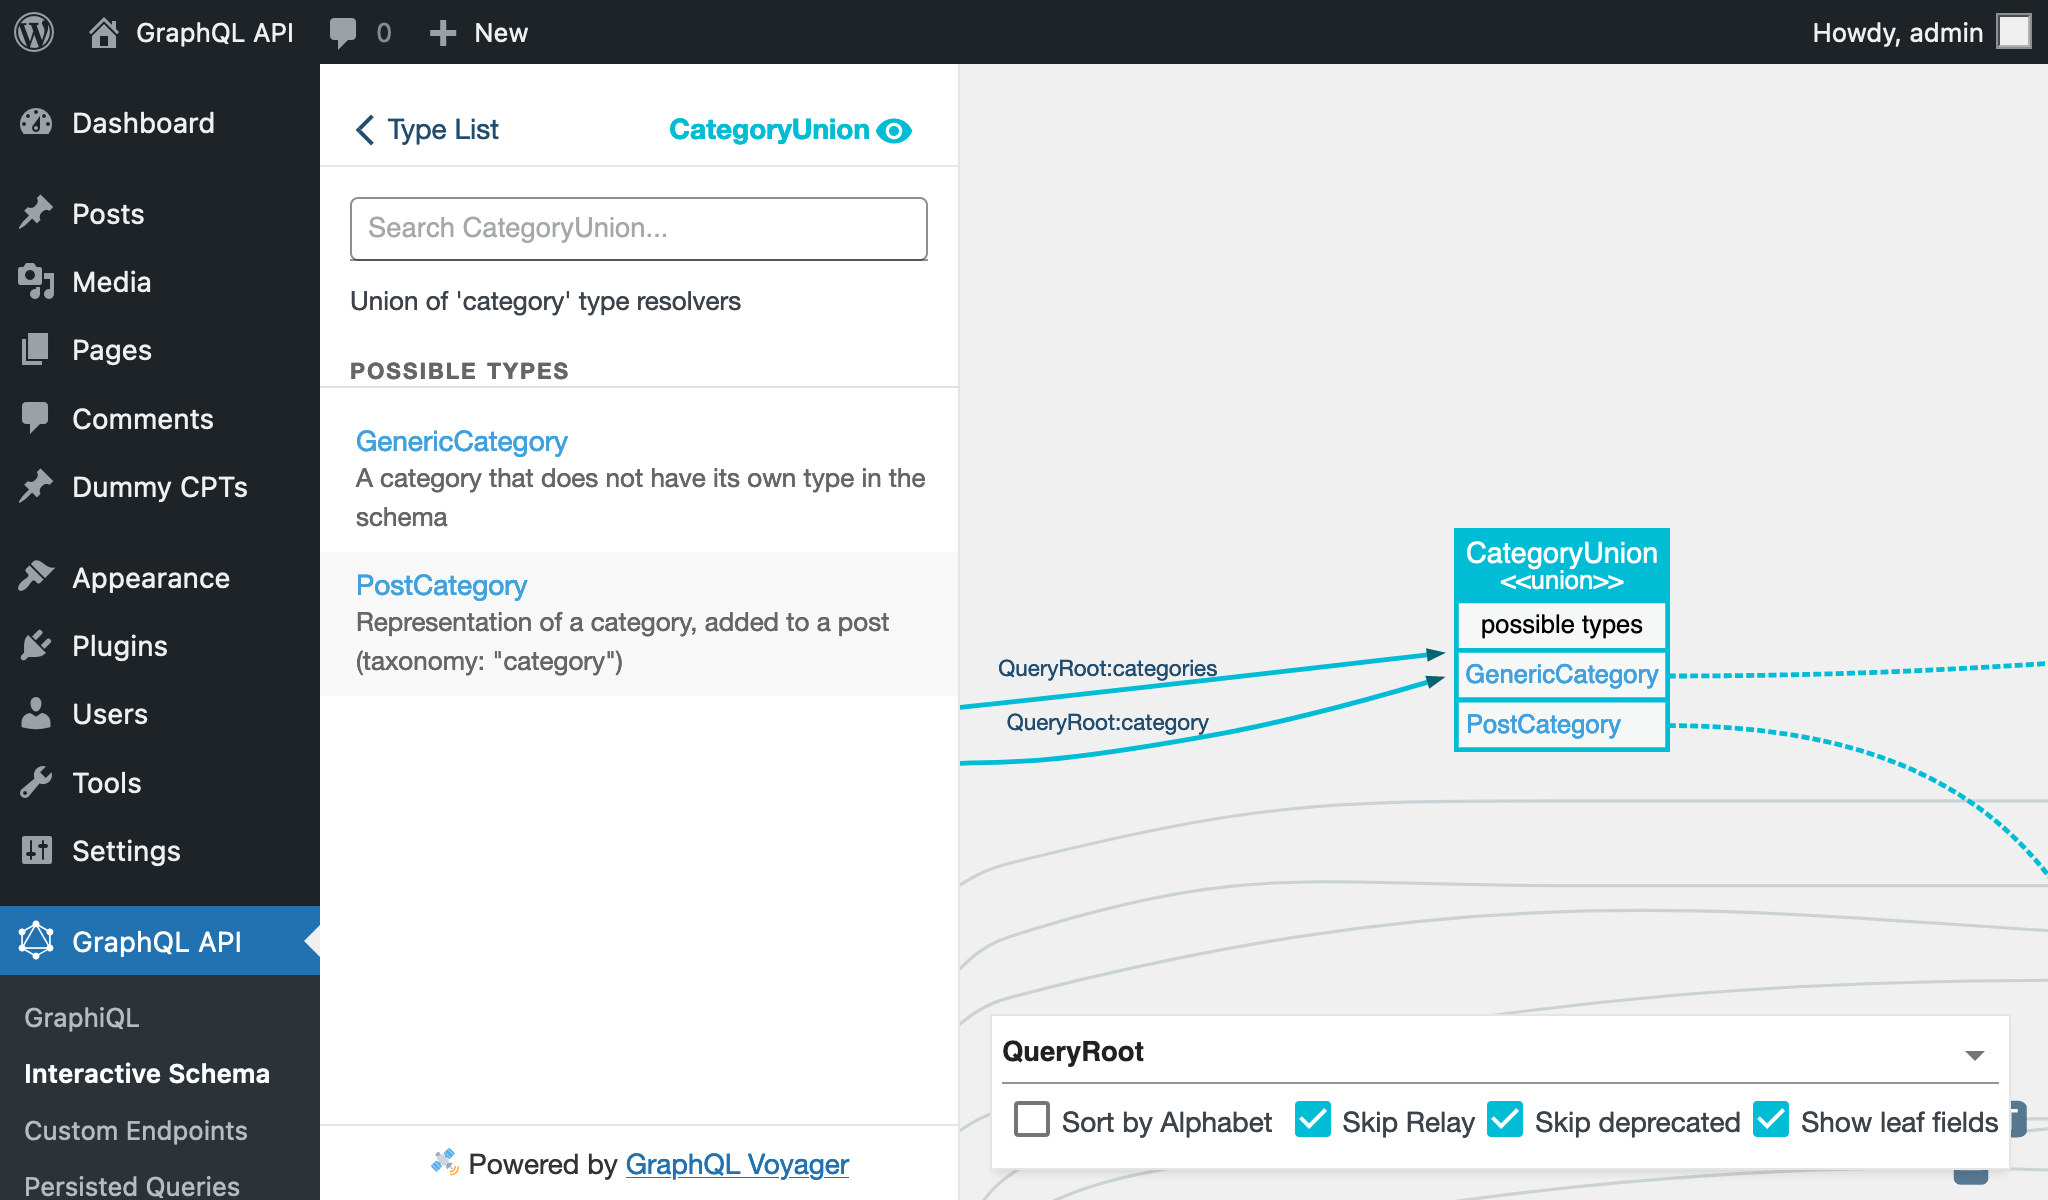 GraphQL API
0
New
Howdy, admin
Dashboard
Posts
Media
Pages
Comments
Dummy CPTs
Appearance
Plugins
Users
Tools
Settings
GraphQL API
GraphiQL
Interactive Schema
Custom Endpoints
Persisted Queries
Type List
CategoryUnion
Search CategoryUnion...
Union of 'category' type resolvers
POSSIBLE TYPES
GenericCategory
A category that does not have its own type in the
schema
PostCategory
Representation of a category, added to a post
(taxonomy: "category")
Powered by GraphQL Voyager
QueryRoot:categories
QueryRoot:category
CategoryUnion
<<union>>
possible types
GenericCategory
PostCategory
QueryRoot
Sort by Alphabet
Skip Relay
Skip deprecated
Show leaf fields